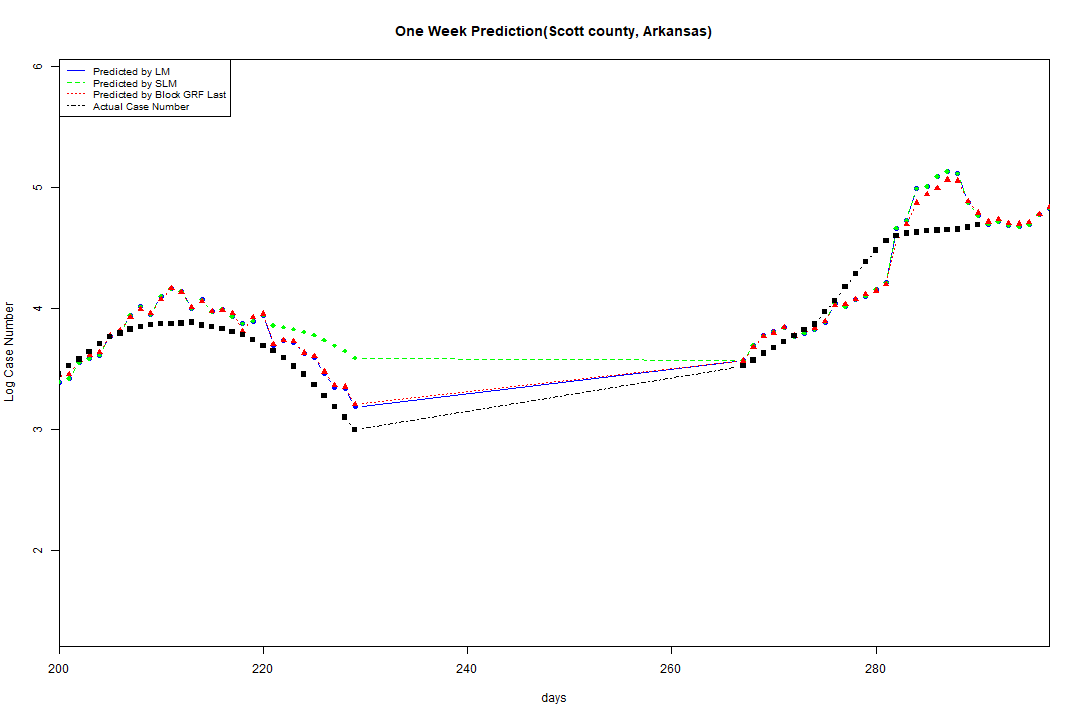 One Week Prediction(Scott county, Arkansas)
Predicted by LM
Predicted by SLM
Predicted by Block GRF Last
Actual Case Number
6
5
4
3
2
Log Case Number
200 220 240 260 280
days